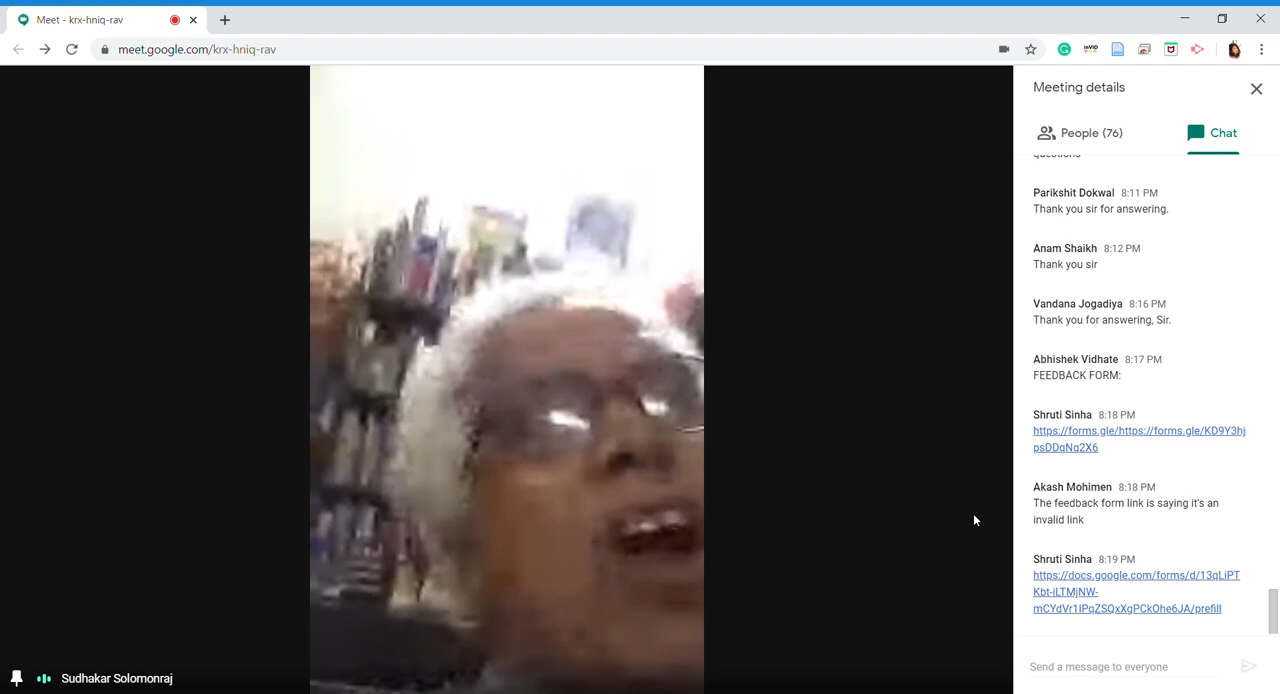 Meet - krx-hniq-rav
meet.google.com/krx-hniq-rav
InVID
Meeting details
People (76)
Chat
questions
Parikshit Dokwal 8:11 PM
Thank you sir for answering.
Anam Shaikh 8:12 PM
Thank you sir
Vandana Jogadiya 8:16 PM
Thank you for answering, Sir.
Abhishek Vidhate 8:17 PM
FEEDBACK FORM:
Shruti Sinha 8:18 PM
https://forms.gle/https://forms.gle/KD9Y3hj
psDDqNq2X6
Akash Mohimen 8:18 PM
The feedback form link is saying it's an
invalid link
Shruti Sinha 8:19 PM
https://docs.google.com/forms/d/13qLiPT
Kbt-iLTMjNW-
mCYdVr1IPqZSQxXgPCkOhe6JA/prefill
Send a message to everyone
Sudhakar Solomonraj